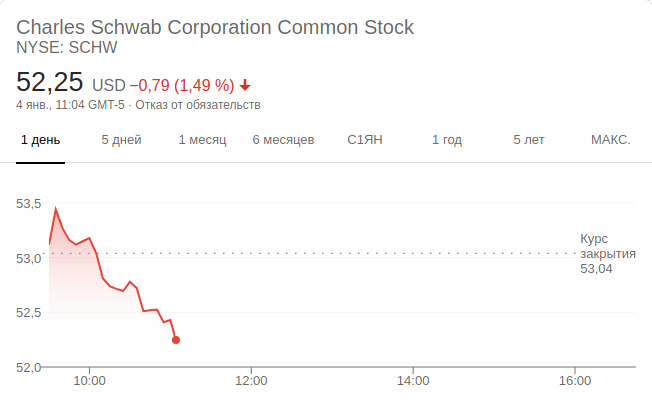 Charles Schwab Corporation Common Stock
NYSE: SCHW
52,25 USD −0,79 (1,49 %)
4 янв., 11:04 GMT-5 · Отказ от обязательств
1 день 5 дней 1 месяц 6 месяцев С1ЯН 1 год 5 лет МАКС.
53,5
53,0
52,5
52,0
Курс
закрытия
53,04
10:00 12:00 14:00 16:00